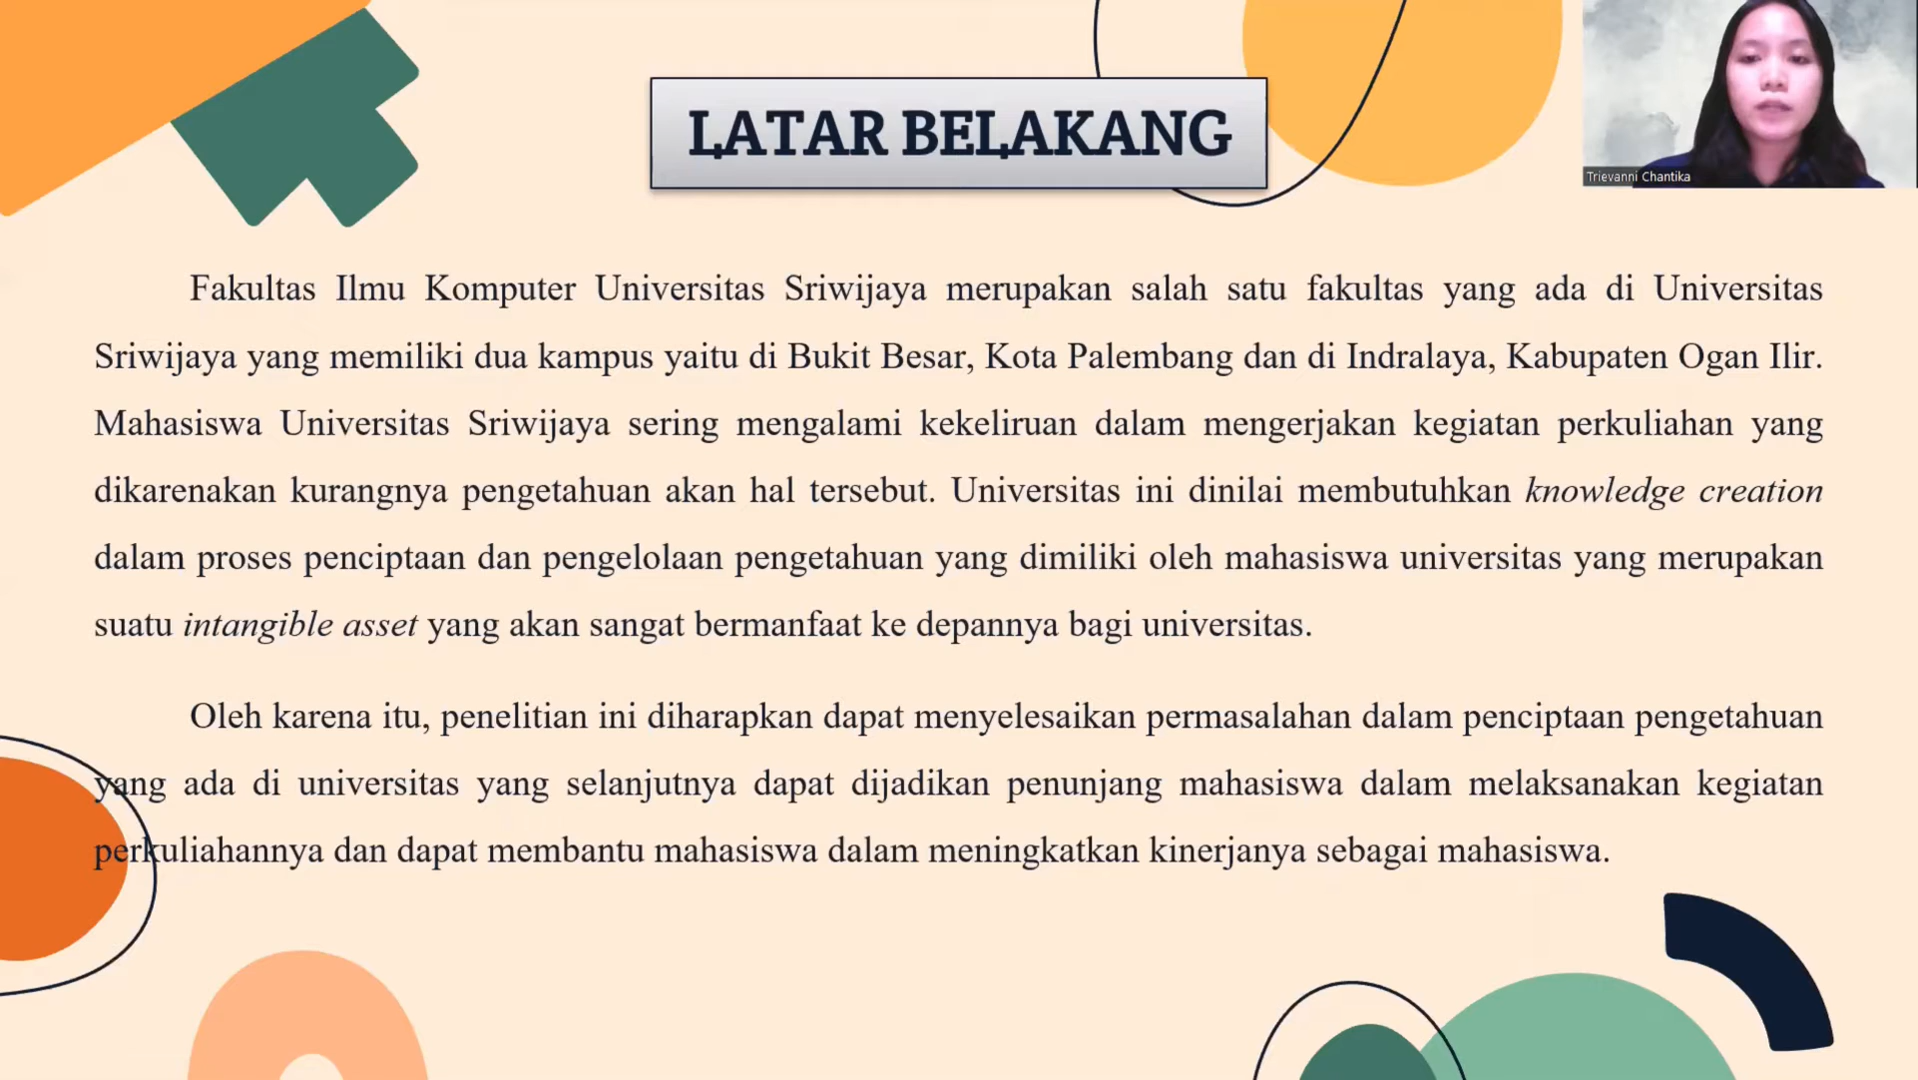 LATAR BELAKANG
Trievanni Chantika
Fakultas Ilmu Komputer Universitas Sriwijaya merupakan salah satu fakultas yang ada di Universitas
Sriwijaya yang memiliki dua kampus yaitu di Bukit Besar, Kota Palembang dan di Indralaya, Kabupaten Ogan Ilir.
Mahasiswa Universitas Sriwijaya sering mengalami kekeliruan dalam mengerjakan kegiatan perkuliahan yang
dikarenakan kurangnya pengetahuan akan hal tersebut. Universitas ini dinilai membutuhkan knowledge creation
dalam proses penciptaan dan pengelolaan pengetahuan yang dimiliki oleh mahasiswa universitas yang merupakan
suatu intangible asset yang akan sangat bermanfaat ke depannya bagi universitas.
Oleh karena itu, penelitian ini diharapkan dapat menyelesaikan permasalahan dalam penciptaan pengetahuan
yang ada di universitas yang selanjutnya dapat dijadikan penunjang mahasiswa dalam melaksanakan kegiatan
perkuliahannya dan dapat membantu mahasiswa dalam meningkatkan kinerjanya sebagai mahasiswa.